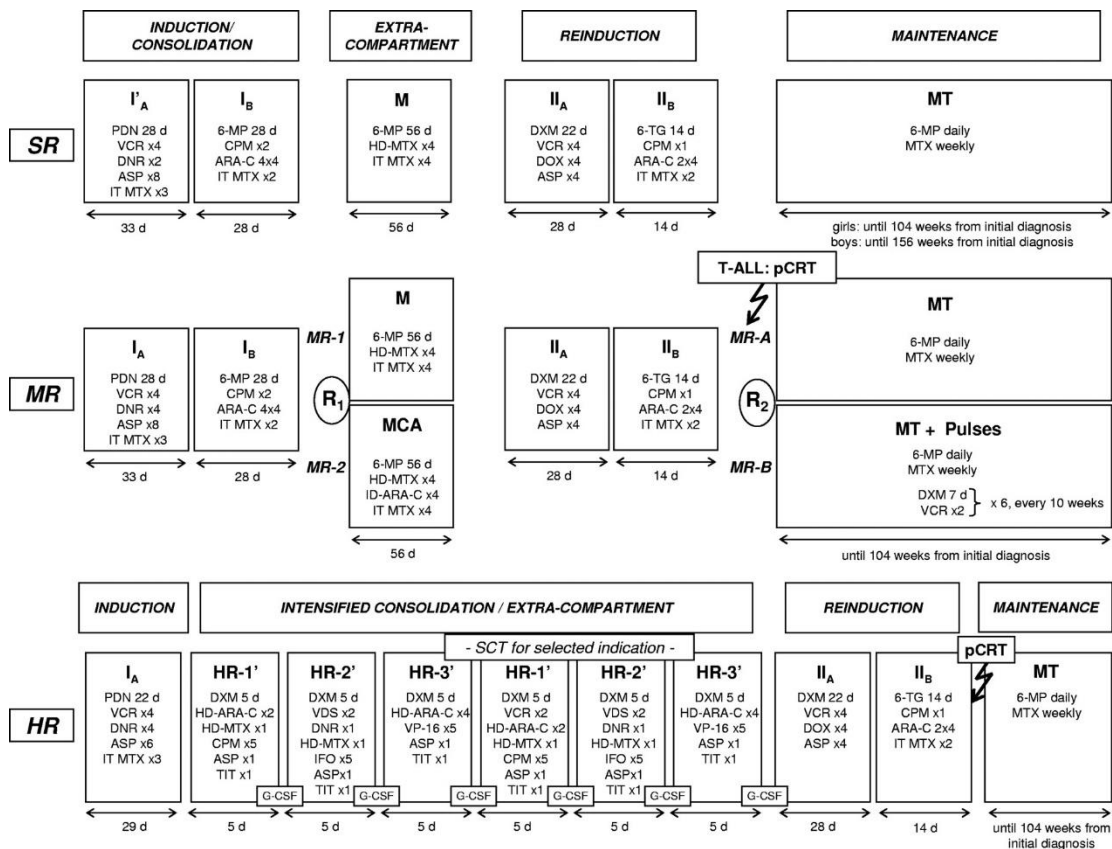 INDUCTION/
CONSOLIDATION
EXTRA-
COMPARTMENT
REINDUCTION
MAINTENANCE
SR
I'A
PDN 28 d
VCR x4
DNR x2
ASP x8
IT MTX x3
33 d
IB
6-MP 28 d
CPM x2
ARA-C 4x4
IT MTX x2
28 d
M
6-MP 56 d
HD-MTX x4
IT MTX x4
56 d
IIA
DXM 22 d
VCR x4
DOX x4
ASP x4
28 d
IIB
6-TG 14 d
CPM x1
ARA-C 2x4
IT MTX x2
14 d
MT
6-MP daily
MTX weekly
girls: until 104 weeks from initial diagnosis
boys: until 156 weeks from initial diagnosis
MR
IA
PDN 28 d
VCR x4
DNR x4
ASP x8
IT MTX x3
33 d
IB
6-MP 28 d
CPM x2
ARA-C 4x4
IT MTX x2
28 d
MR-1
R1
MR-2
M
6-MP 56 d
HD-MTX x4
IT MTX x4
MCA
6-MP 56 d
HD-MTX x4
ID-ARA-C x4
IT MTX x4
56 d
IIA
DXM 22 d
VCR x4
DOX x4
ASP x4
28 d
IIB
6-TG 14 d
CPM x1
ARA-C 2x4
IT MTX x2
14 d
T-ALL: pCRT
MR-A
R2
MR-B
MT
6-MP daily
MTX weekly
MT + Pulses
6-MP daily
MTX weekly
DXM 7 d
VCR x2
x 6, every 10 weeks
until 104 weeks from initial diagnosis
INDUCTION
INTENSIFIED CONSOLIDATION / EXTRA-COMPARTMENT
REINDUCTION
MAINTENANCE
- SCT for selected indication -
pCRT
HR
IA
PDN 22 d
VCR x4
DNR x4
ASP x6
IT MTX x3
29 d
HR-1'
DXM 5 d
HD-ARA-C x2
HD-MTX x1
CPM x5
ASP x1
TIT x1
G-CSF
5 d
HR-2'
DXM 5 d
VDS x2
DNR x1
HD-MTX x1
IFO x5
ASPx1
TIT x1
G-CSF
5 d
HR-3'
DXM 5 d
HD-ARA-C x4
VP-16 x5
ASP x1
TIT x1
G-CSF
5 d
HR-1'
DXM 5 d
VCR x2
HD-ARA-C x2
HD-MTX x1
CPM x5
ASP x1
TIT x1
G-CSF
5 d
HR-2'
DXM 5 d
VDS x2
DNR x1
HD-MTX x1
IFO x5
ASPx1
TIT x1
G-CSF
5 d
HR-3'
DXM 5 d
HD-ARA-C x4
VP-16 x5
ASP x1
TIT x1
G-CSF
5 d
IIA
DXM 22 d
VCR x4
DOX x4
ASP x4
28 d
IIB
6-TG 14 d
CPM x1
ARA-C 2x4
IT MTX x2
14 d
MT
6-MP daily
MTX weekly
until 104 weeks from
initial diagnosis